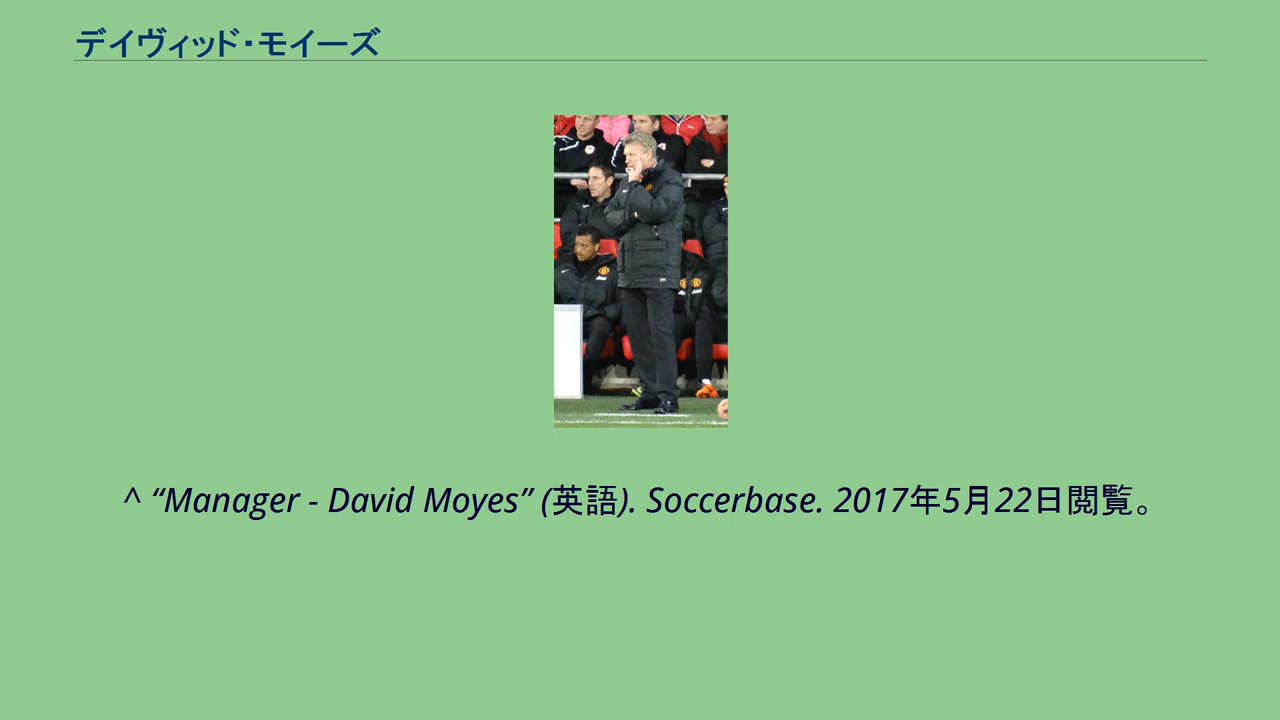 デイヴィッド・モイーズ
^ “Manager - David Moyes” (英語). Soccerbase. 2017年5月22日閲覧。